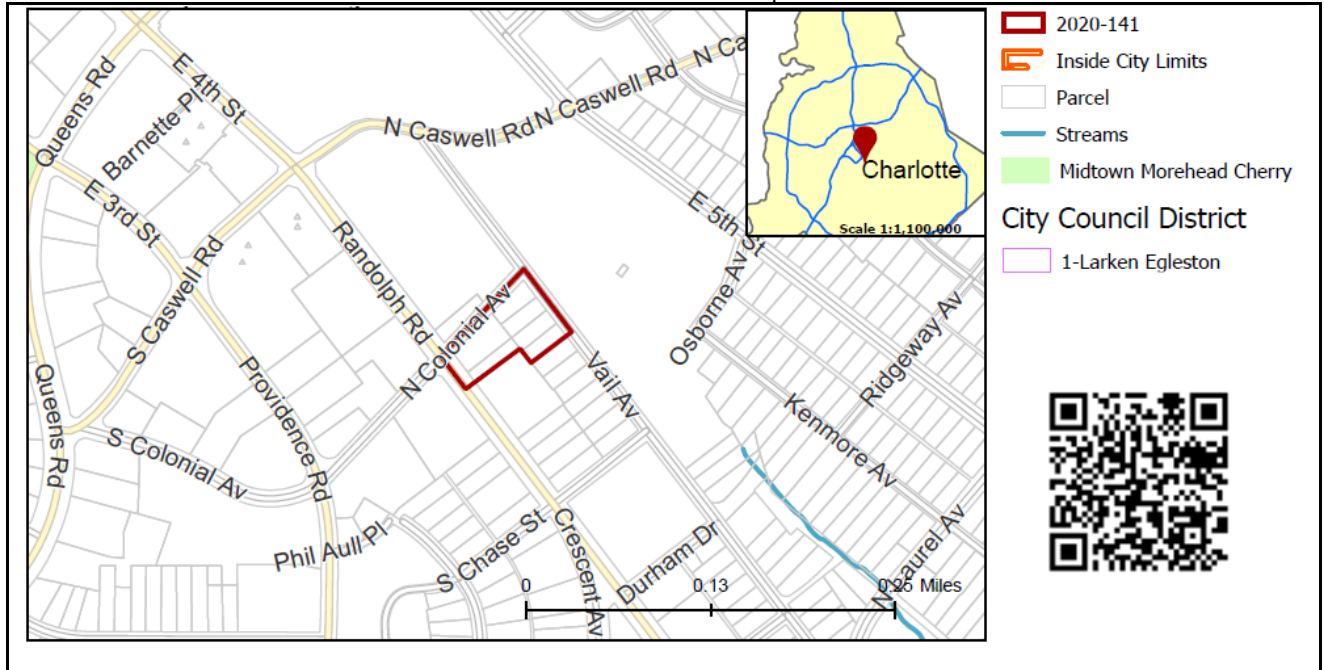 Queens Rd
E 4th St
Barnette Pl
N Caswell Rd
N Caswell Rd
N Ca
E 3rd St
S Caswell Rd
Randolph Rd
N Colonial Av
E 5th St
Osborne Av
Ridgeway Av
Vail Av
Kenmore Av
Queens Rd
Providence Rd
S Colonial Av
Phil Aull Pl
S Chase St
Crescent Av
Durham Dr
N Laurel Av
0
0.13
0.25 Miles
Charlotte
Scale 1:1,100,000
2020-141
Inside City Limits
Parcel
Streams
Midtown Morehead Cherry
City Council District
1-Larken Egleston